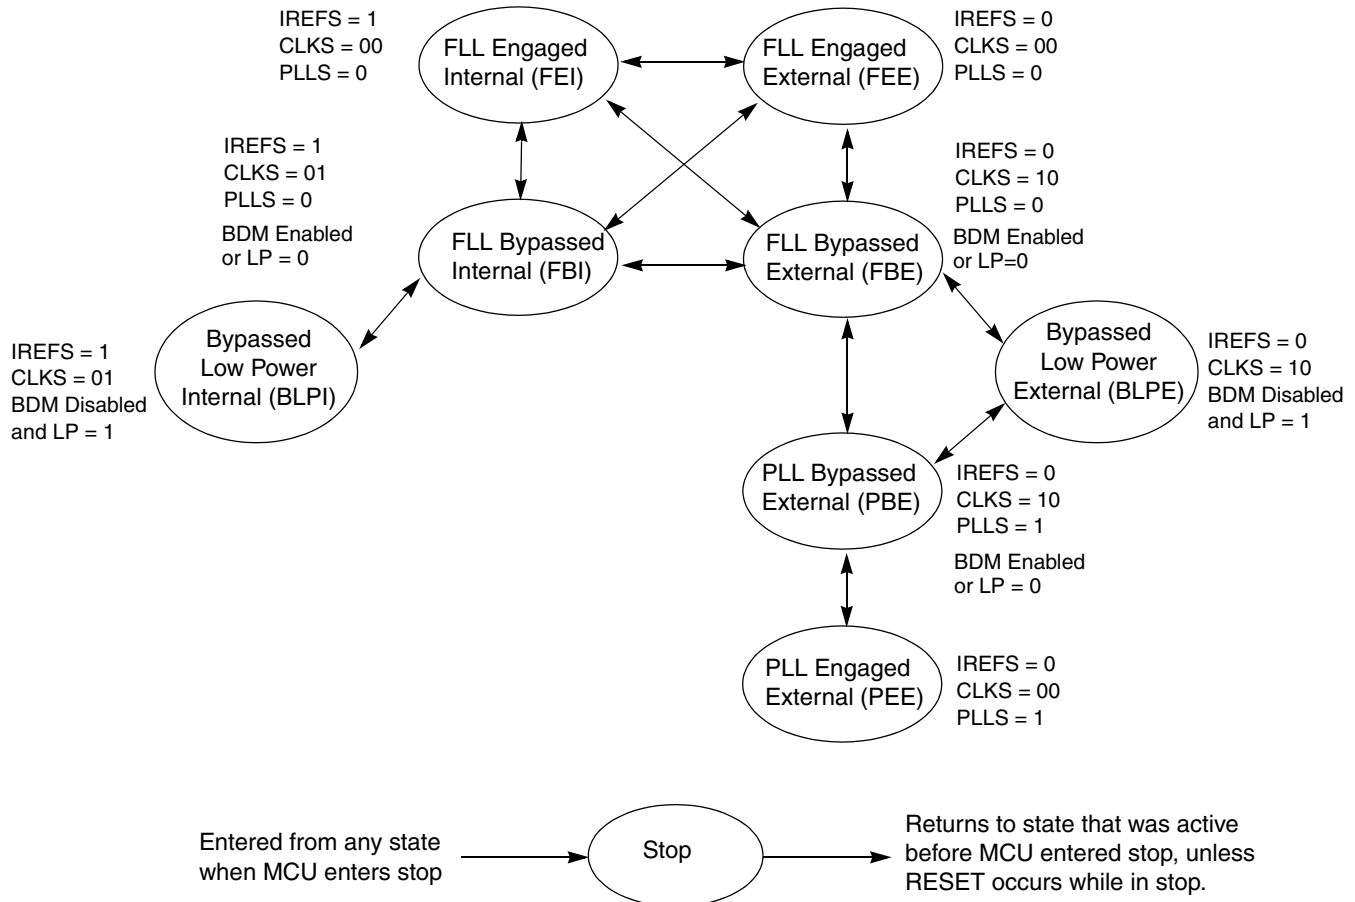 IREFS = 1
CLKS = 00
PLLS = 0
FLL Engaged
Internal (FEI)
FLL Engaged
External (FEE)
IREFS = 0
CLKS = 00
PLLS = 0
IREFS = 1
CLKS = 01
PLLS = 0
BDM Enabled
or LP = 0
FLL Bypassed
Internal (FBI)
FLL Bypassed
External (FBE)
IREFS = 0
CLKS = 10
PLLS = 0
BDM Enabled
or LP=0
IREFS = 1
CLKS = 01
BDM Disabled
and LP = 1
Bypassed
Low Power
Internal (BLPI)
Bypassed
Low Power
External (BLPE)
IREFS = 0
CLKS = 10
BDM Disabled
and LP = 1
PLL Bypassed
External (PBE)
IREFS = 0
CLKS = 10
PLLS = 1
BDM Enabled
or LP = 0
PLL Engaged
External (PEE)
IREFS = 0
CLKS = 00
PLLS = 1
Entered from any state
when MCU enters stop
Stop
Returns to state that was active
before MCU entered stop, unless
RESET occurs while in stop.